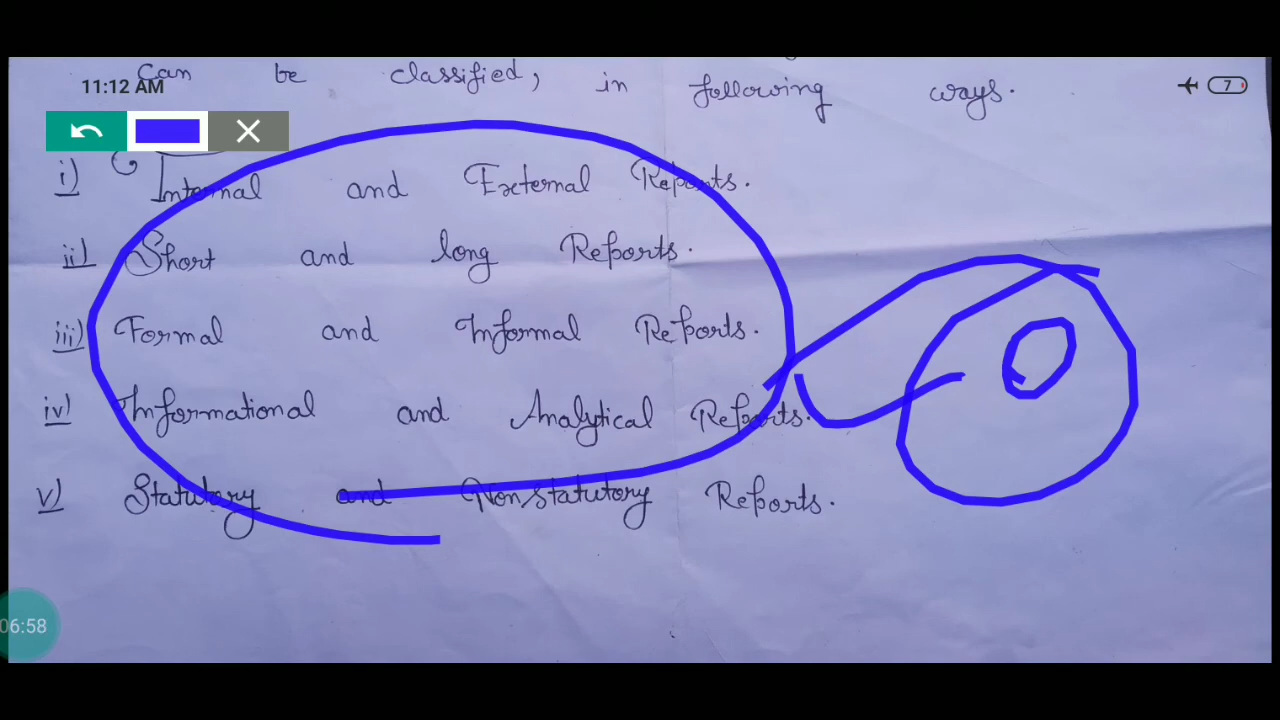 11:12 AM
7
can be classified, in following ways.
i) Internal and External Reports.
ii) Short and long Reports.
iii) Formal and Informal Reports.
iv) Informational and Analytical Reports.
v) Statutory and Nonstatutory Reports.
06:58